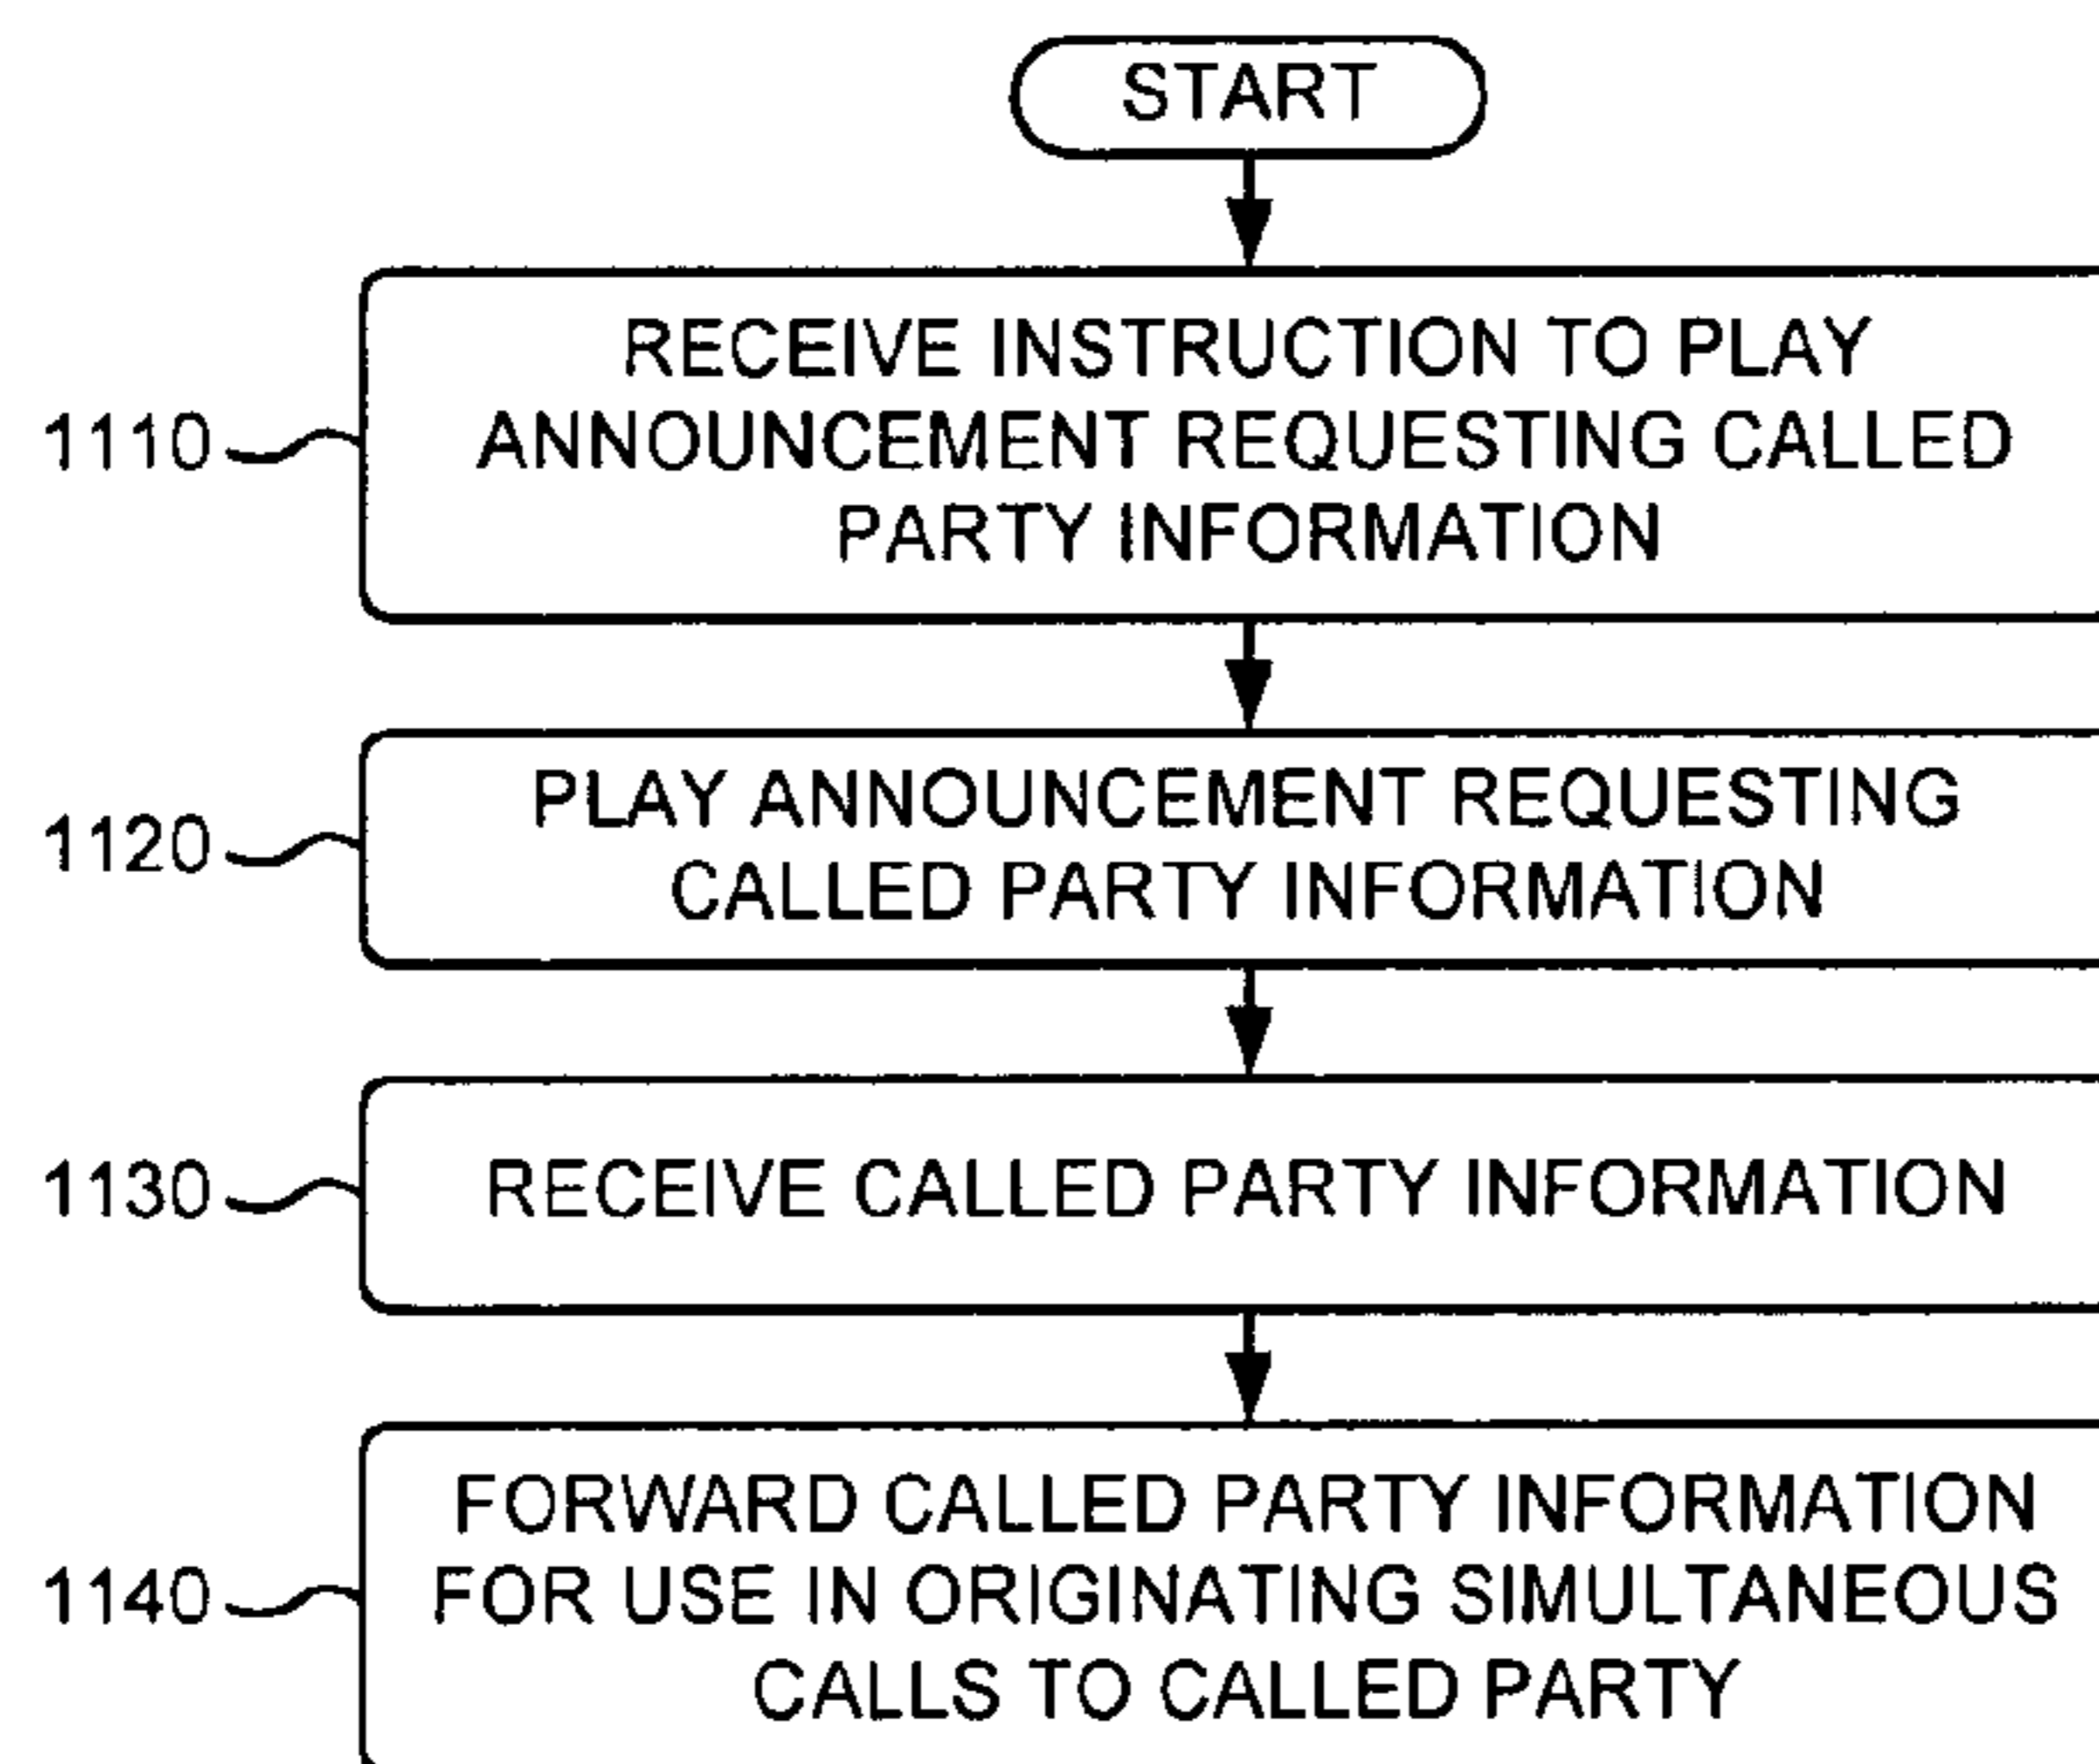 START
RECEIVE INSTRUCTION TO PLAY
ANNOUNCEMENT REQUESTING CALLED
PARTY INFORMATION
1110
PLAY ANNOUNCEMENT REQUESTING
CALLED PARTY INFORMATION
1120
RECEIVE CALLED PARTY INFORMATION
1130
FORWARD CALLED PARTY INFORMATION
FOR USE IN ORIGINATING SIMULTANEOUS
CALLS TO CALLED PARTY
1140